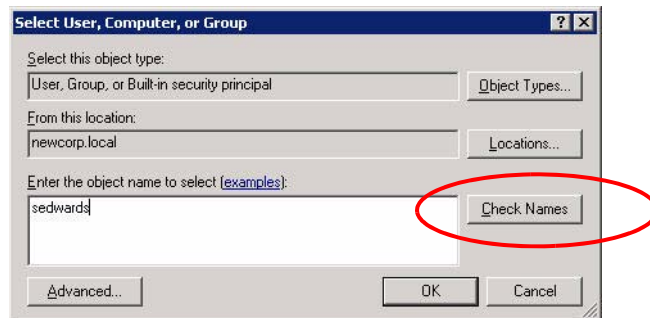 Select User, Computer, or Group
Select this object type:
User, Group, or Built-in security principal
Object Types...
From this location:
newcorp.local
Locations...
Enter the object name to select (examples):
sedwards
Check Names
Advanced...
OK
Cancel